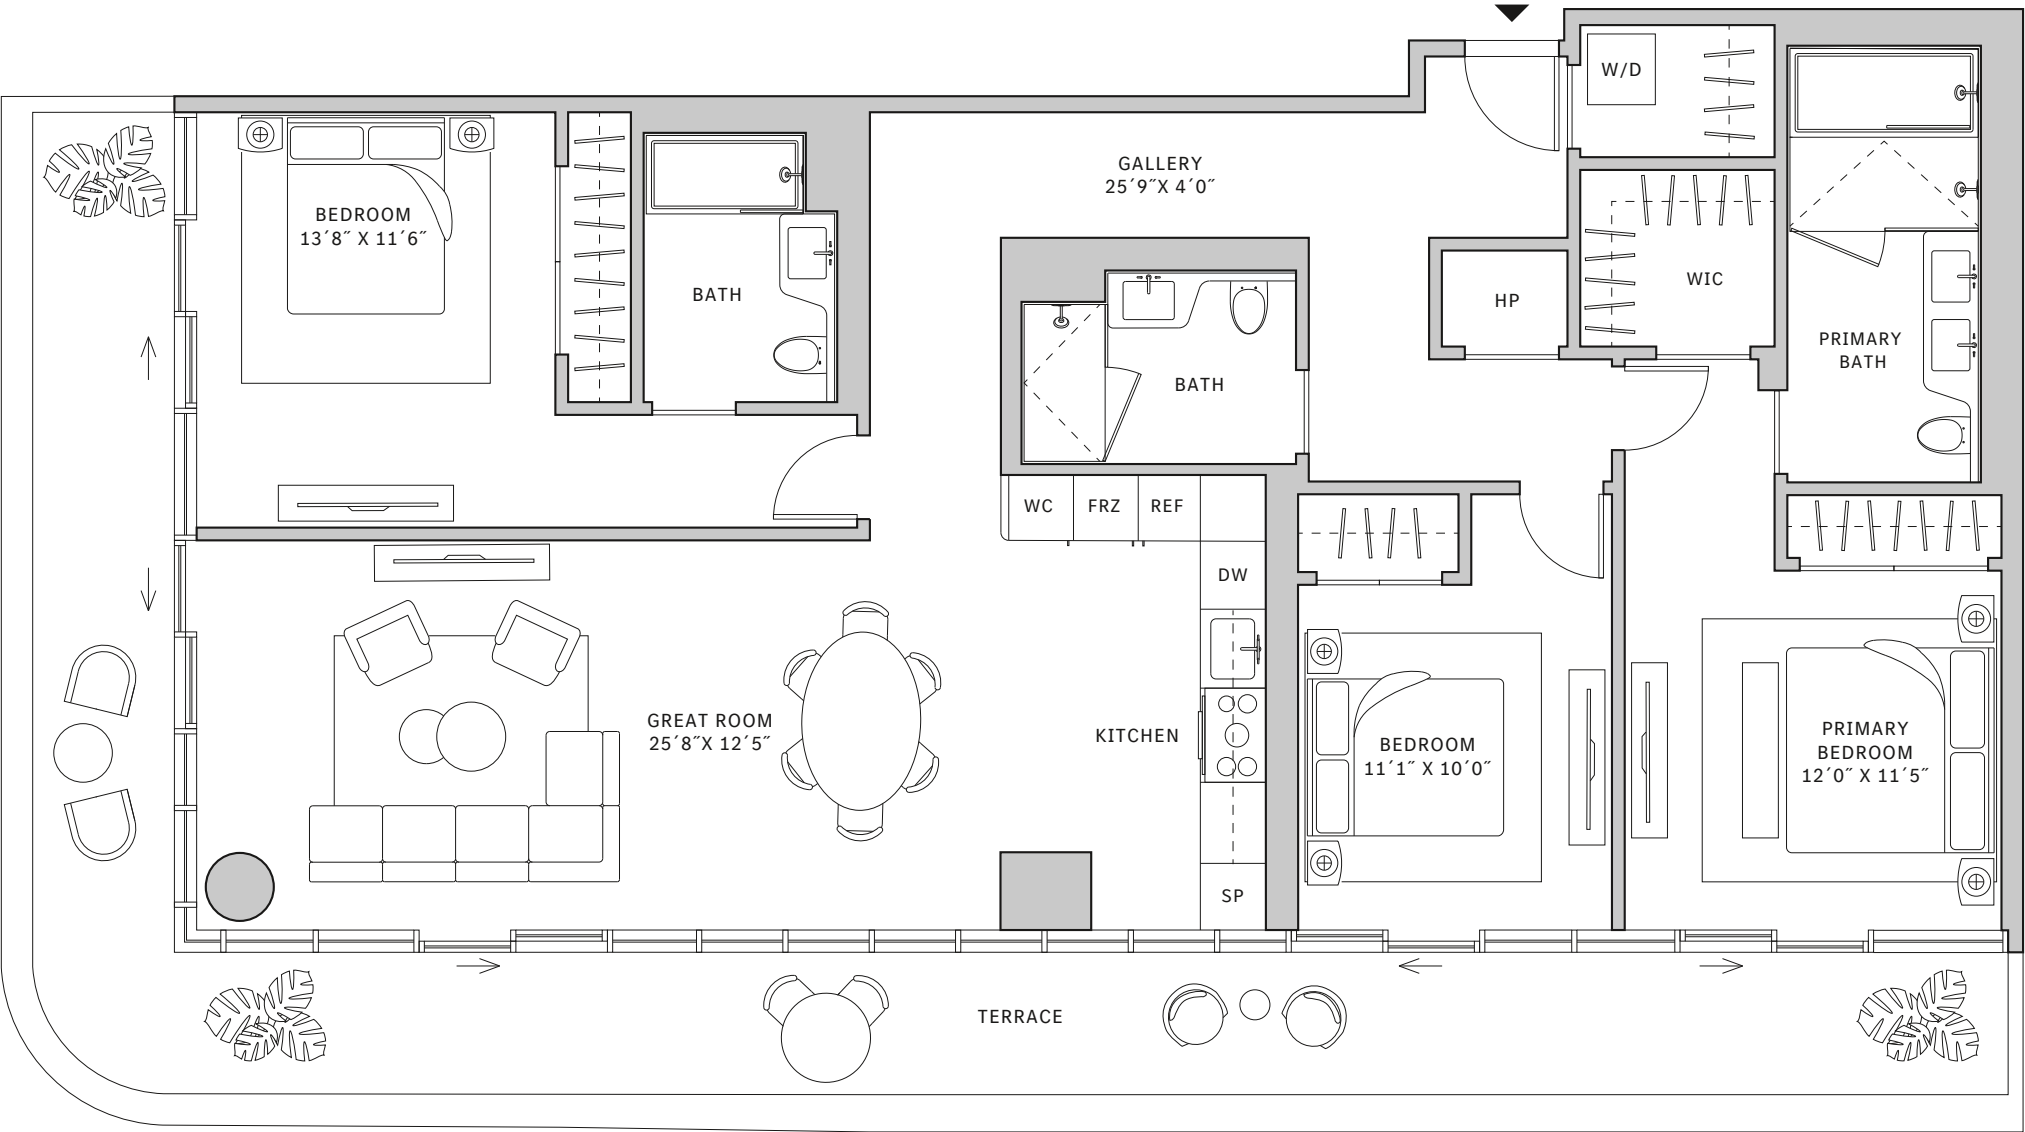 W/D
GALLERY
25´9˝X 4´0˝
BEDROOM
13´8˝ X 11´6˝
BATH
WIC
HP
PRIMARY
BATH
BATH
WC
FRZ
REF
DW
GREAT ROOM
25´8˝X 12´5˝
KITCHEN
BEDROOM
11´1˝ X 10´0˝
PRIMARY
BEDROOM
12´0˝ X 11´5˝
SP
TERRACE